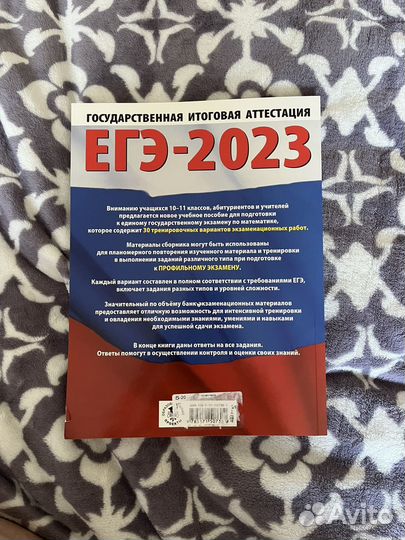 ГОСУДАРСТВЕННАЯ ИТОГОВАЯ АТТЕСТАЦИЯ
ЕГЭ-2023
Вниманию учащихся 10–11 классов, абитуриентов и учителей
предлагается новое учебное пособие для подготовки
к единому государственному экзамену по математике,
которое содержит 30 тренировочных вариантов экзаменационных работ.
Материалы сборника могут быть использованы
для планомерного повторения изученного материала и тренировки
в выполнении заданий различного типа при подготовке
к ПРОФИЛЬНОМУ ЭКЗАМЕНУ.
Каждый вариант составлен в полном соответствии с требованиями ЕГЭ,
включает задания разных типов и уровней сложности.
Значительный по объёму банк экзаменационных материалов
предоставляет отличную возможность для интенсивной тренировки
и овладения необходимыми знаниями, умениями и навыками
для успешной сдачи экзамена.
В конце книги даны ответы на все задания.
Ответы помогут в осуществлении контроля и оценки своих знаний.
Avito